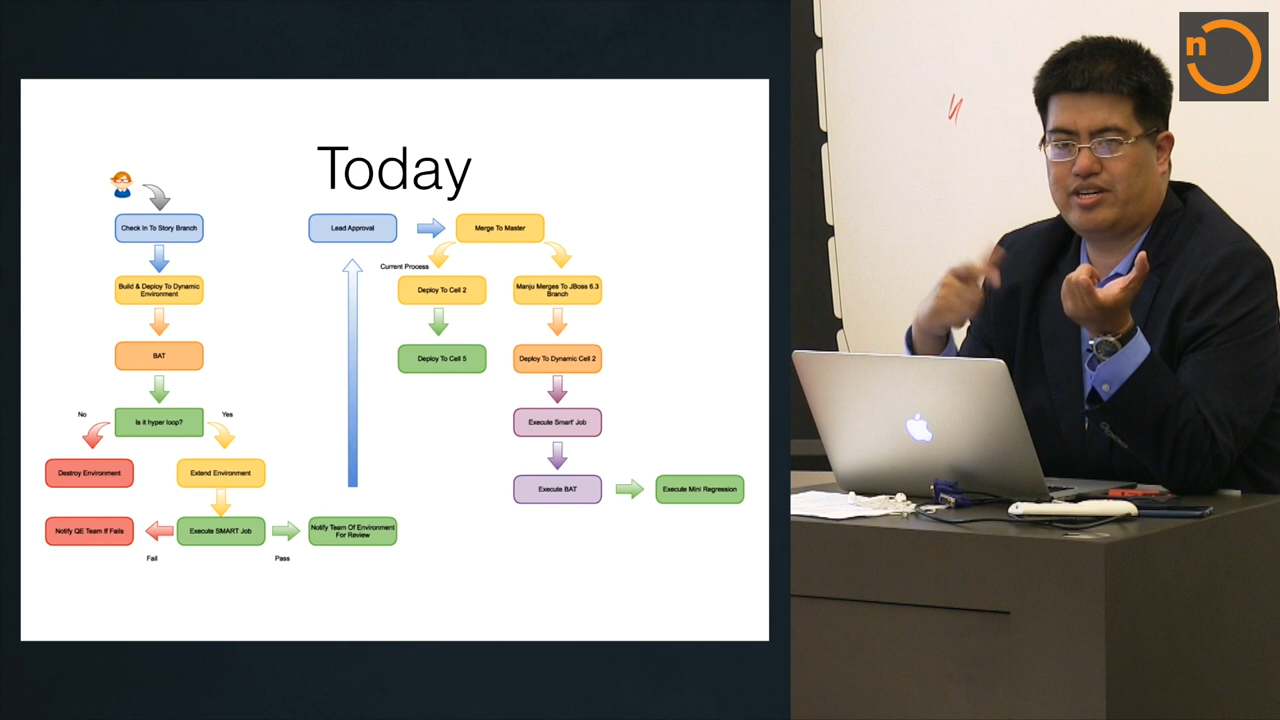 Today
Check In To Story Branch
Build & Deploy To Dynamic
Environment
BAT
Is it hyper loop?
No
Yes
Destroy Environment
Extend Environment
Notify QE Team If Fails
Execute SMART Job
Notify Team Of Environment
For Review
Fail
Pass
Lead Approval
Merge To Master
Current Process
Deploy To Cell 2
Deploy To Cell 5
Manju Merges To JBoss 6.3
Branch
Deploy To Dynamic Cell 2
Execute Smart' Job
Execute BAT
Execute Mini Regression
n